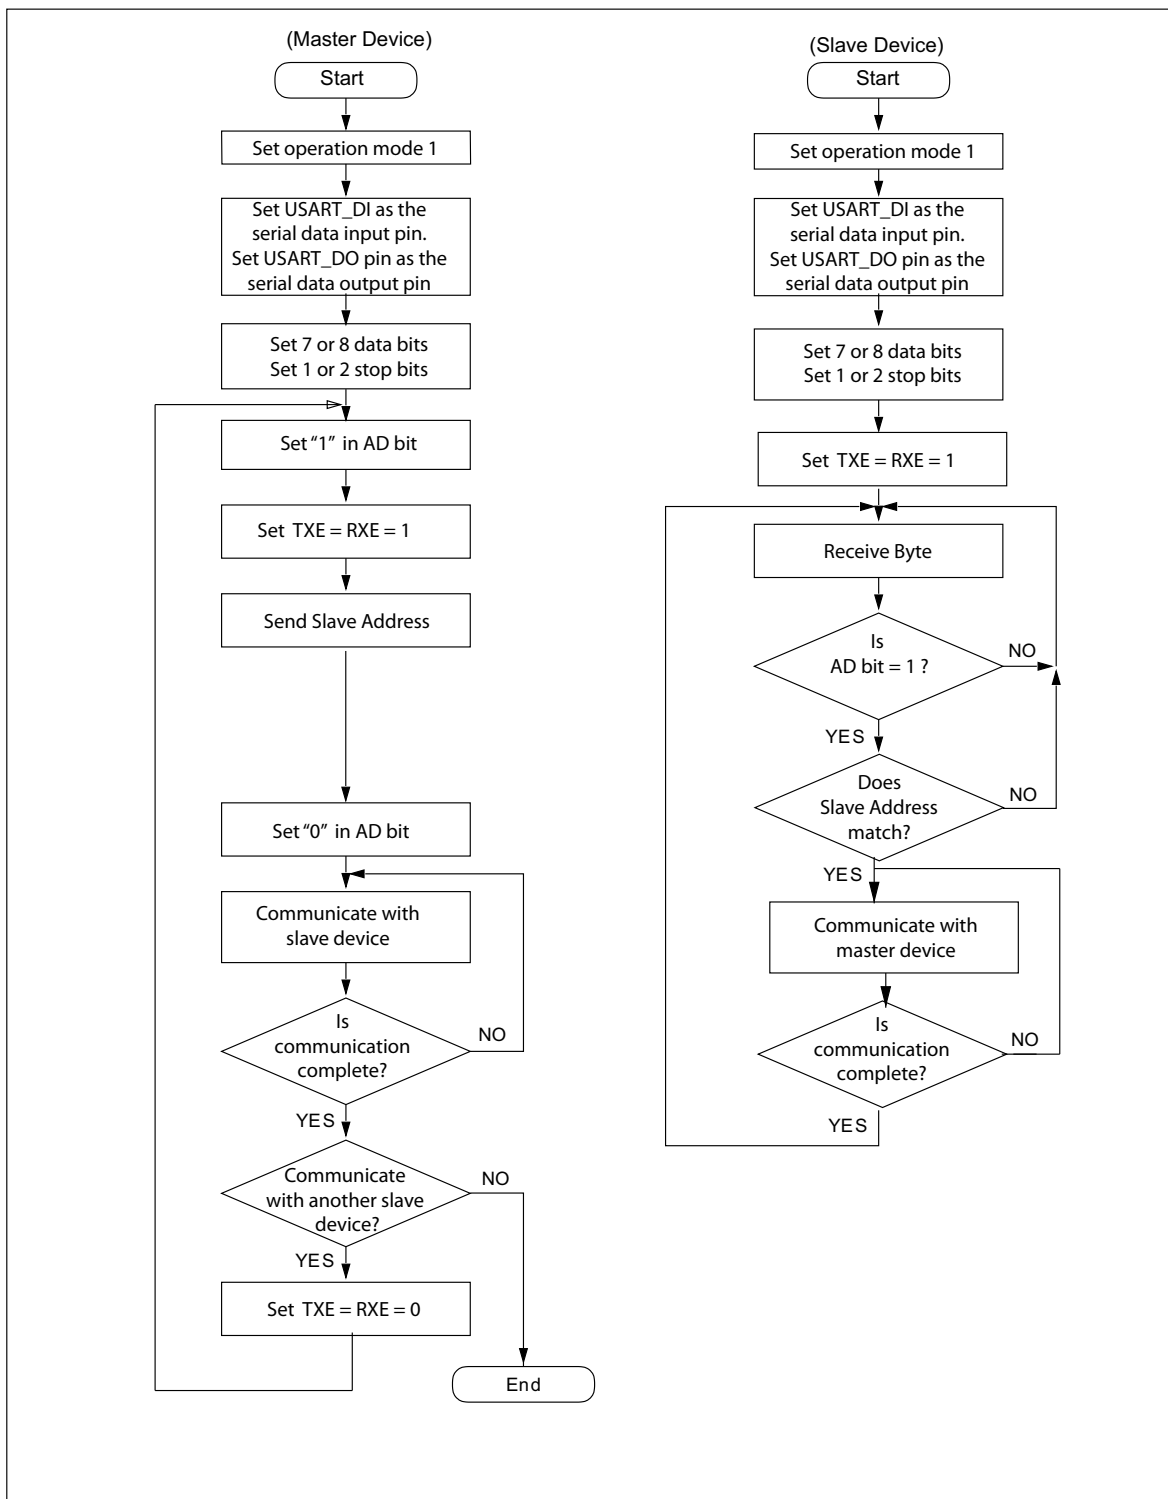 (Master Device)
Start
Set operation mode 1
Set USART_DI as the
serial data input pin.
Set USART_DO pin as the
serial data output pin
Set 7 or 8 data bits
Set 1 or 2 stop bits
Set “1” in AD bit
Set TXE = RXE = 1
Send Slave Address
Set “0” in AD bit
Communicate with
slave device
Is
communication
complete?
NO
YES
Communicate
with another slave
device?
NO
YES
Set TXE = RXE = 0
End
(Slave Device)
Start
Set operation mode 1
Set USART_DI as the
serial data input pin.
Set USART_DO pin as the
serial data output pin
Set 7 or 8 data bits
Set 1 or 2 stop bits
Set TXE = RXE = 1
Receive Byte
Is
AD bit = 1 ?
NO
YES
Does
Slave Address
match?
NO
YES
Communicate with
master device
Is
communication
complete?
NO
YES